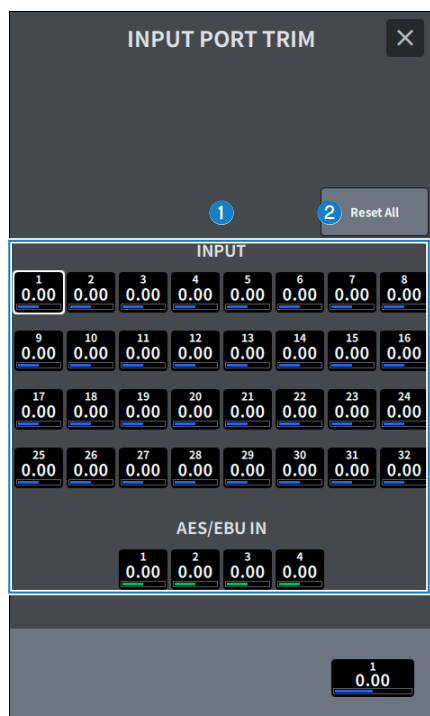 INPUT PORT TRIM
1
2 Reset All
INPUT
1 2 3 4 5 6 7 8
0.00 0.00 0.00 0.00 0.00 0.00 0.00 0.00
9 10 11 12 13 14 15 16
0.00 0.00 0.00 0.00 0.00 0.00 0.00 0.00
17 18 19 20 21 22 23 24
0.00 0.00 0.00 0.00 0.00 0.00 0.00 0.00
25 26 27 28 29 30 31 32
0.00 0.00 0.00 0.00 0.00 0.00 0.00 0.00
AES/EBU IN
1 2 3 4
0.00 0.00 0.00 0.00
1
0.00